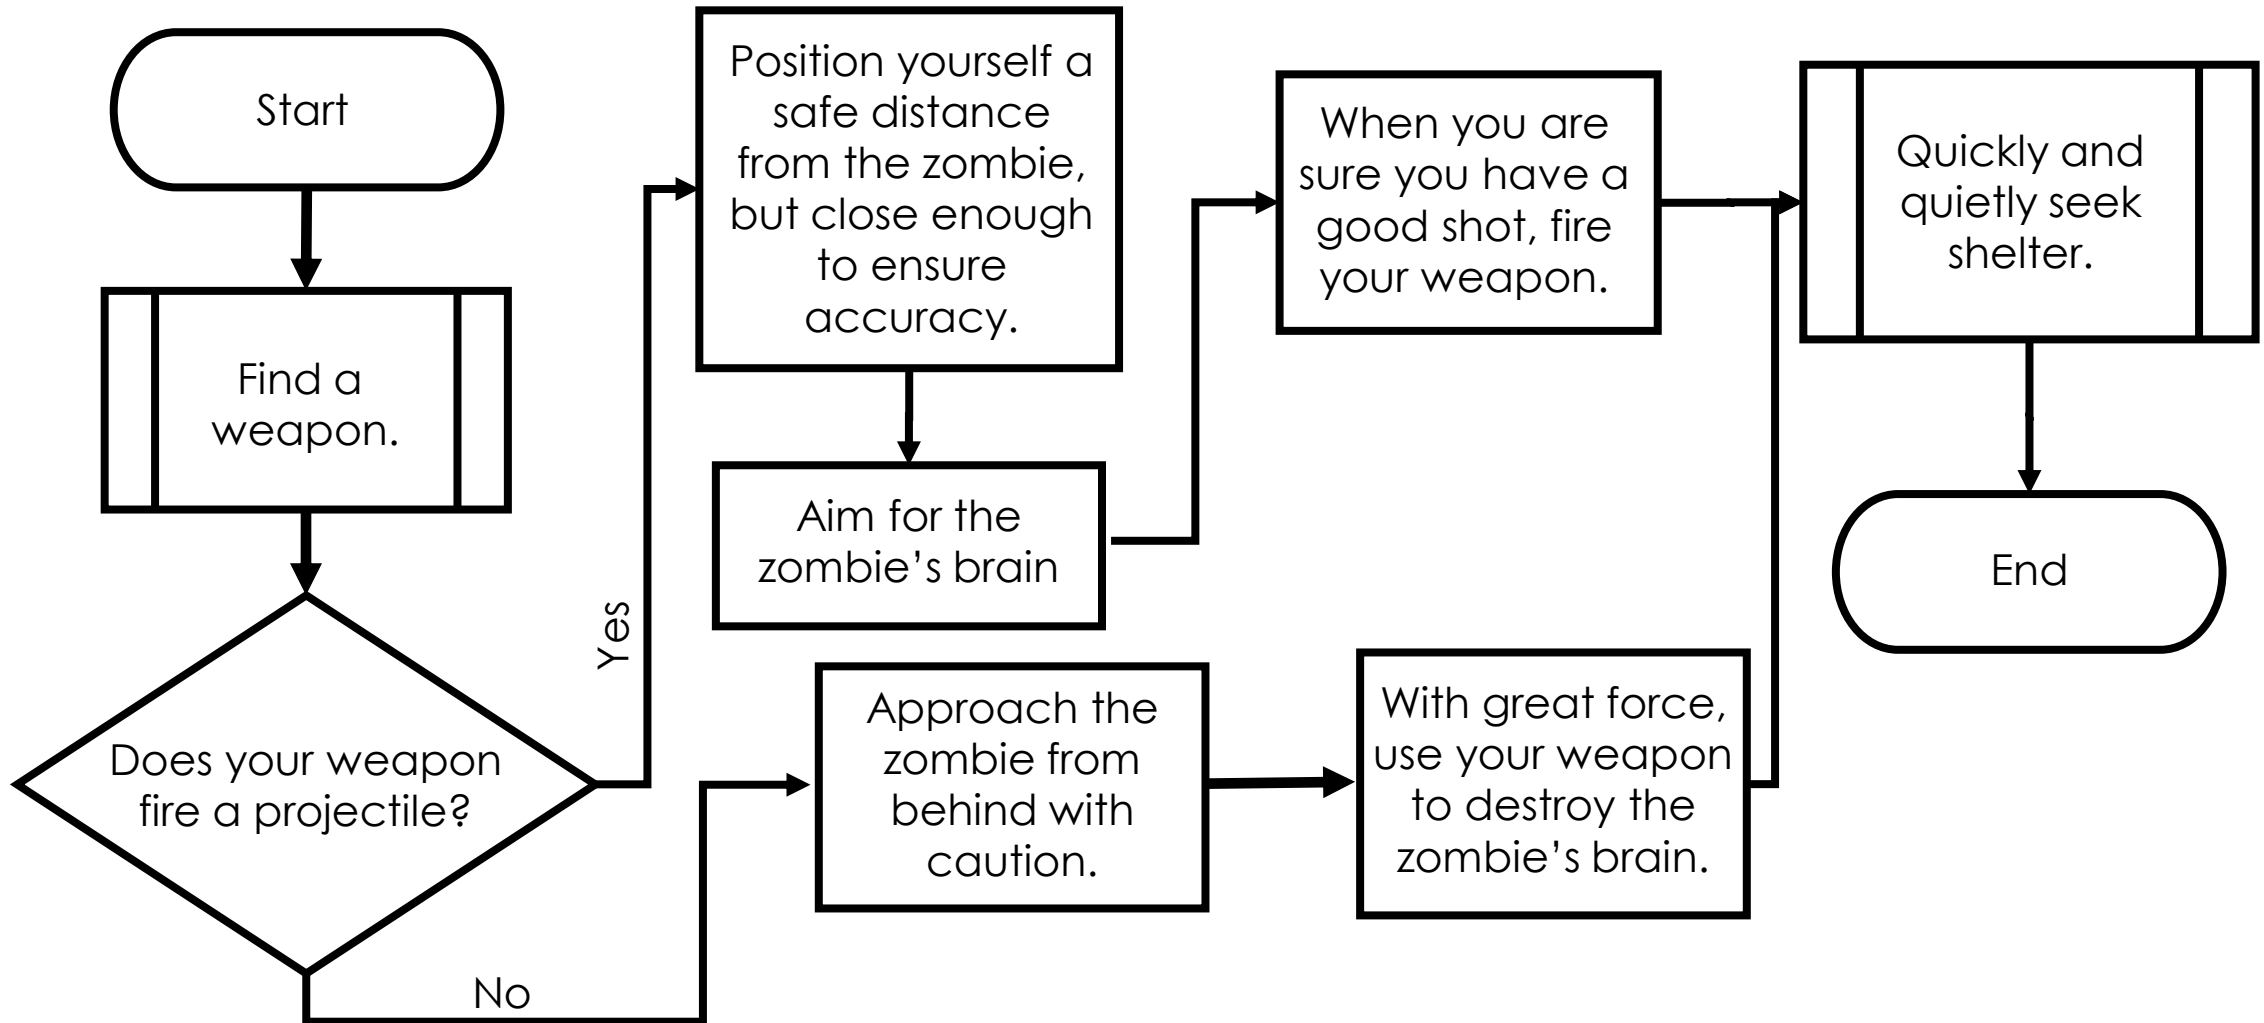 Start
Find a
weapon.
Does your weapon
fire a projectile?
Yes
Position yourself a
safe distance
from the zombie,
but close enough
to ensure
accuracy.
Aim for the
zombie’s brain
When you are
sure you have a
good shot, fire
your weapon.
No
Approach the
zombie from
behind with
caution.
With great force,
use your weapon
to destroy the
zombie’s brain.
Quickly and
quietly seek
shelter.
End